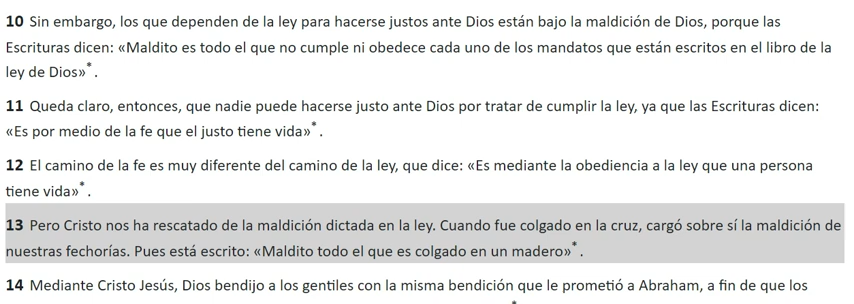 10 Sin embargo, los que dependen de la ley para hacerse justos ante Dios están bajo la maldición de Dios, porque las
Escrituras dicen: «Maldito es todo el que no cumple ni obedece cada uno de los mandatos que están escritos en el libro de la
ley de Dios»* .
11 Queda claro, entonces, que nadie puede hacerse justo ante Dios por tratar de cumplir la ley, ya que las Escrituras dicen:
«Es por medio de la fe que el justo tiene vida»* .
12 El camino de la fe es muy diferente del camino de la ley, que dice: «Es mediante la obediencia a la ley que una persona
tiene vida»* .
13 Pero Cristo nos ha rescatado de la maldición dictada en la ley. Cuando fue colgado en la cruz, cargó sobre sí la maldición de
nuestras fechorías. Pues está escrito: «Maldito todo el que es colgado en un madero»* .
14 Mediante Cristo Jesús, Dios bendijo a los gentiles con la misma bendición que le prometió a Abraham, a fin de que los